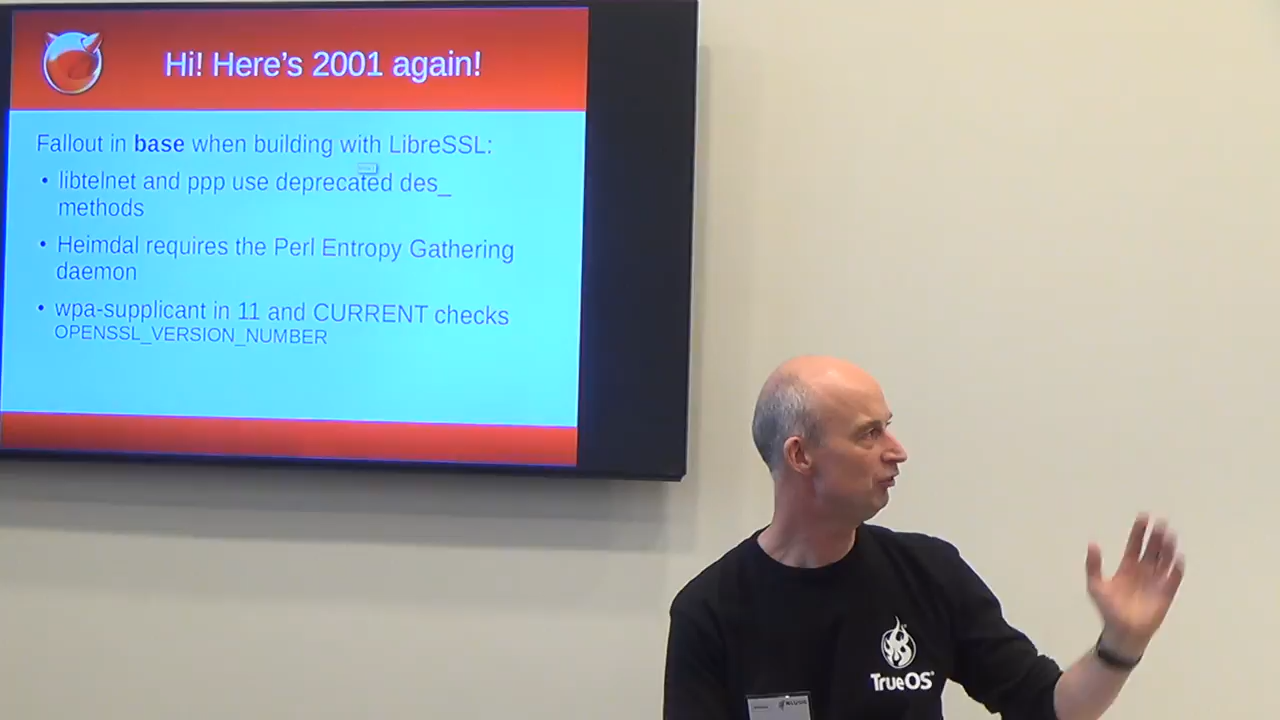 Hi! Here's 2001 again!
Fallout in base when building with LibreSSL:
• libtelnet and ppp use deprecated des_
methods
• Heimdal requires the Perl Entropy Gathering
daemon
• wpa-supplicant in 11 and CURRENT checks
OPENSSL_VERSION_NUMBER
TrueOS®
NLUUG